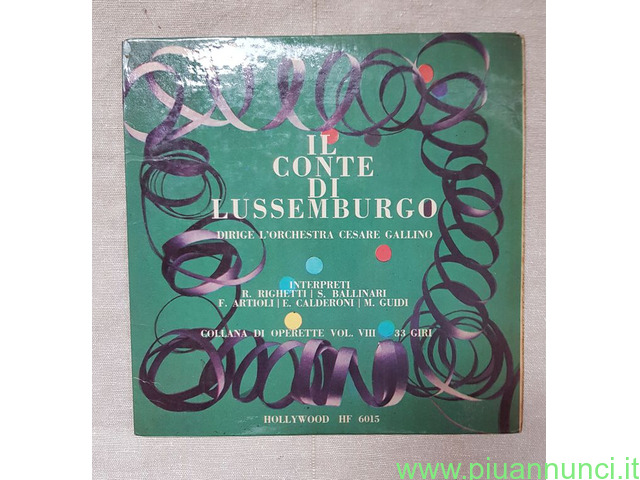 IL
CONTE
DI
LUSSEMBURGO
DIRIGE L'ORCHESTRA CESARE GALLINO
INTERPRETI
R. RIGHETTI | S. BALLINARI
F. ARTIOLI | E. CALDERONI | M. GUIDI
COLLANA DI OPERETTE VOL. VIII 33 GIRI
HOLLYWOOD HF 6015
www.piuannunci.it